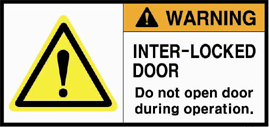 WARNING
INTER-LOCKED
DOOR
Do not open door
during operation.